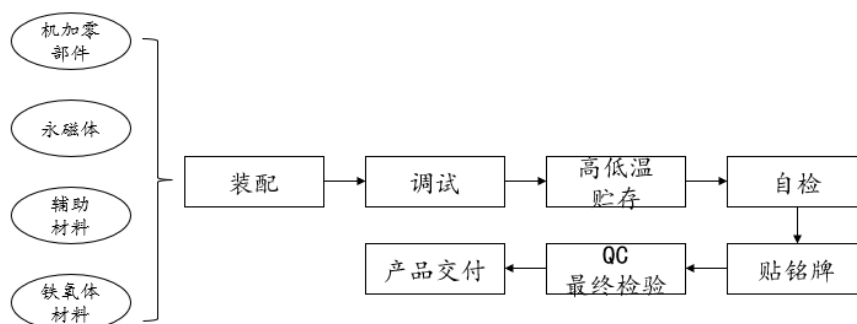 机加零
部件
永磁体
辅助
材料
铁氧体
材料
装配
调试
高低温
贮存
自检
贴铭牌
QC
最终检验
产品交付